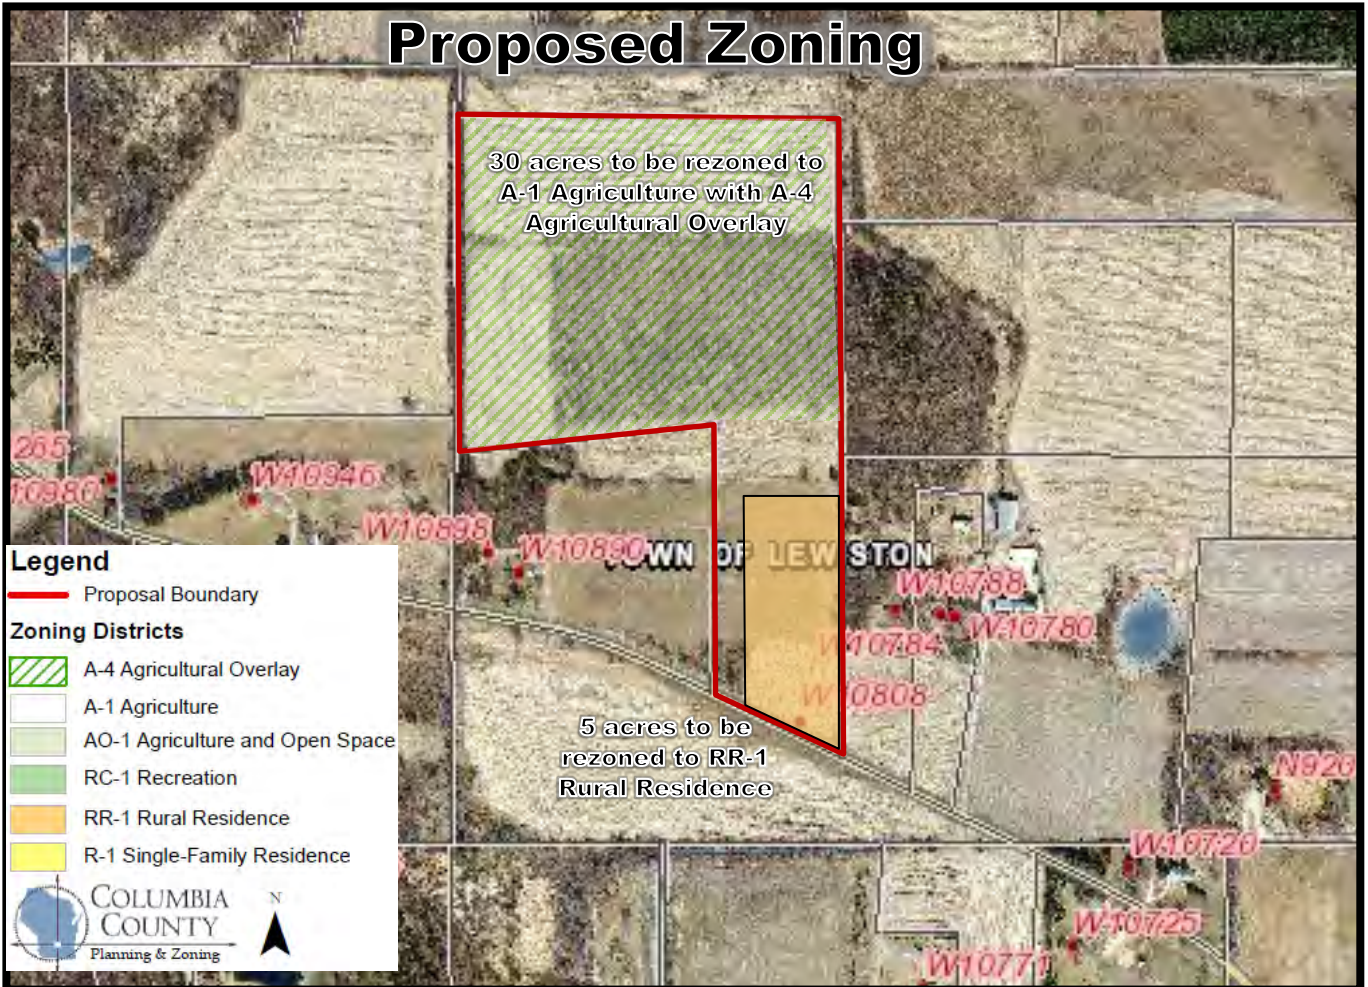 Proposed Zoning
30 acres to be rezoned to
A-1 Agriculture with A-4
Agricultural Overlay
265
10980
W10946
W10898
W10890
TOWN OF LEWISTON
W10788
W10780
W10784
W10808
5 acres to be
rezoned to RR-1
Rural Residence
N920
W10720
W10725
W10771
Legend
Proposal Boundary
Zoning Districts
A-4 Agricultural Overlay
A-1 Agriculture
AO-1 Agriculture and Open Space
RC-1 Recreation
RR-1 Rural Residence
R-1 Single-Family Residence
COLUMBIA
COUNTY
Planning & Zoning
N